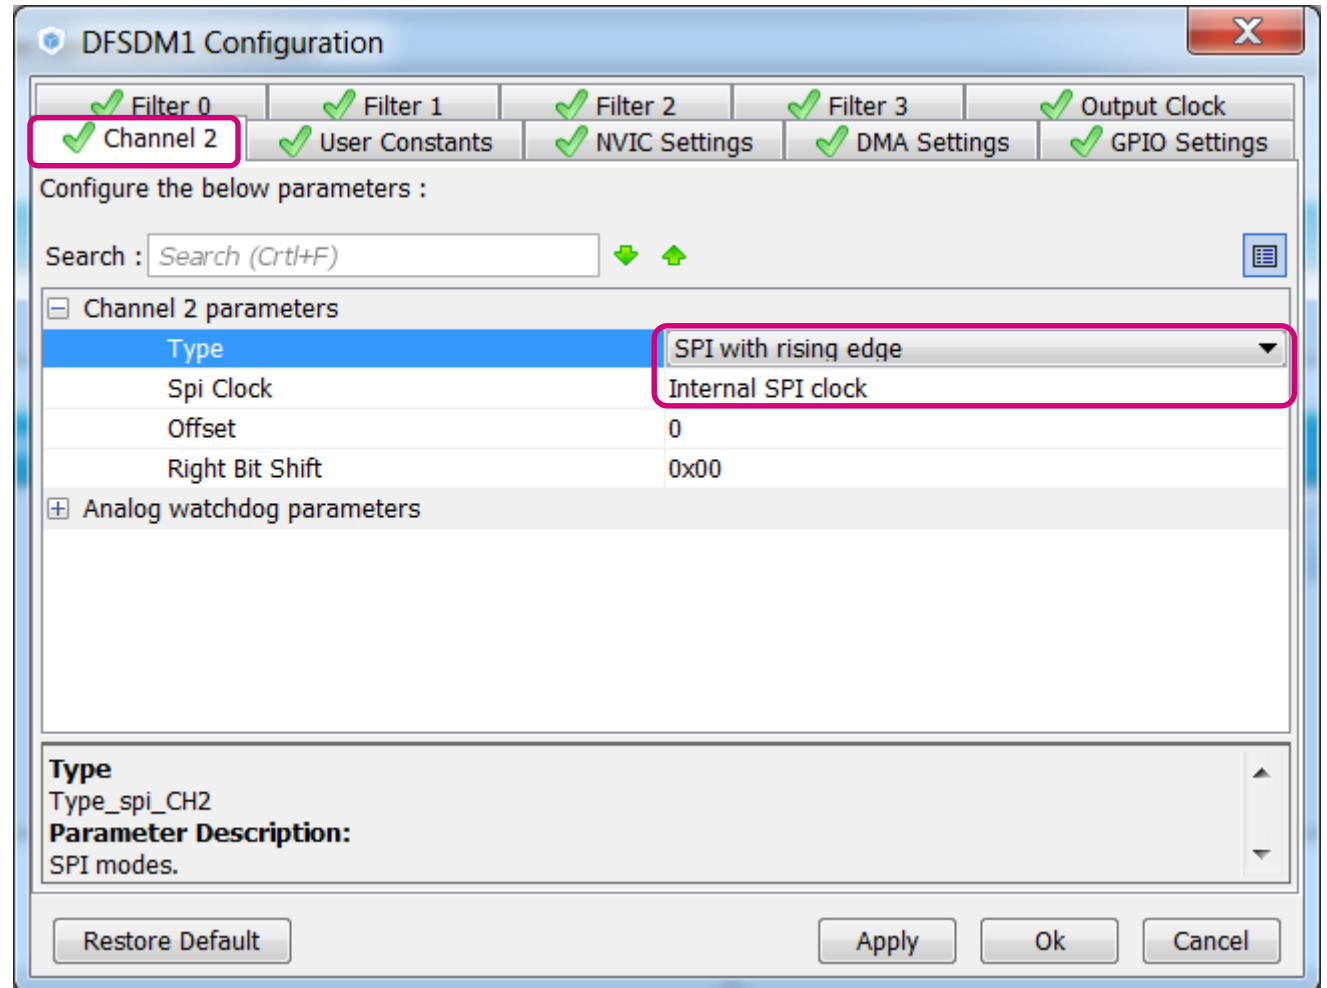 DFSDM1 Configuration
Filter 0 Filter 1 Filter 2 Filter 3 Output Clock
Channel 2 User Constants NVIC Settings DMA Settings GPIO Settings
Configure the below parameters :
Search : Search (Crtl+F)
Channel 2 parameters
Type SPI with rising edge
Spi Clock Internal SPI clock
Offset 0
Right Bit Shift 0x00
Analog watchdog parameters
Type
Type_spi_CH2
Parameter Description:
SPI modes.
Restore Default Apply Ok Cancel